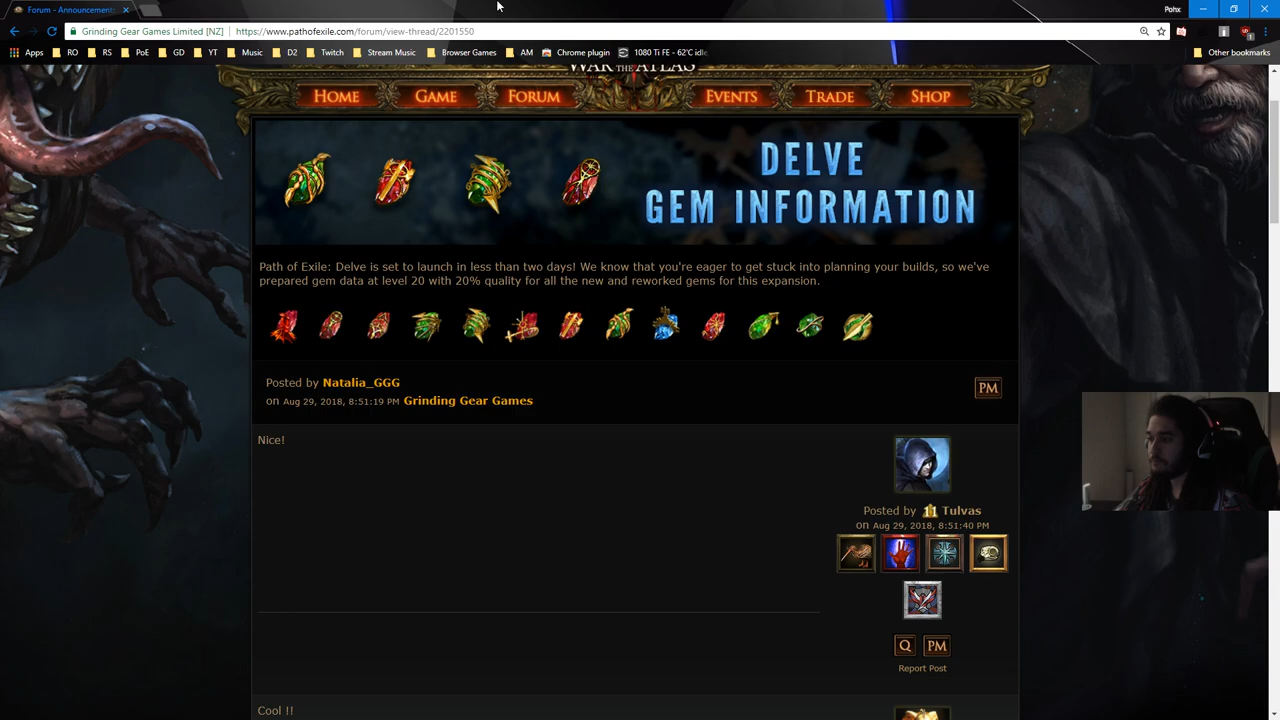 Forum - Announcements
Pohx
Grinding Gear Games Limited [NZ]
https://www.pathofexile.com/forum/view-thread/2201550
Apps RO RS PoE GD YT Music D2 Twitch Stream Music Browser Games AM Chrome plugin 1080 Ti FE - 62°C idle Other bookmarks
WAR FOR THE ATLAS
HOME GAME FORUM EVENTS TRADE SHOP
DELVE
GEM INFORMATION
Path of Exile: Delve is set to launch in less than two days! We know that you're eager to get stuck into planning your builds, so we've
prepared gem data at level 20 with 20% quality for all the new and reworked gems for this expansion.
Posted by Natalia_GGG
on Aug 29, 2018, 8:51:19 PM Grinding Gear Games
PM
Nice!
Posted by 11 Tulvas
on Aug 29, 2018, 8:51:40 PM
Q PM
Report Post
Cool !!